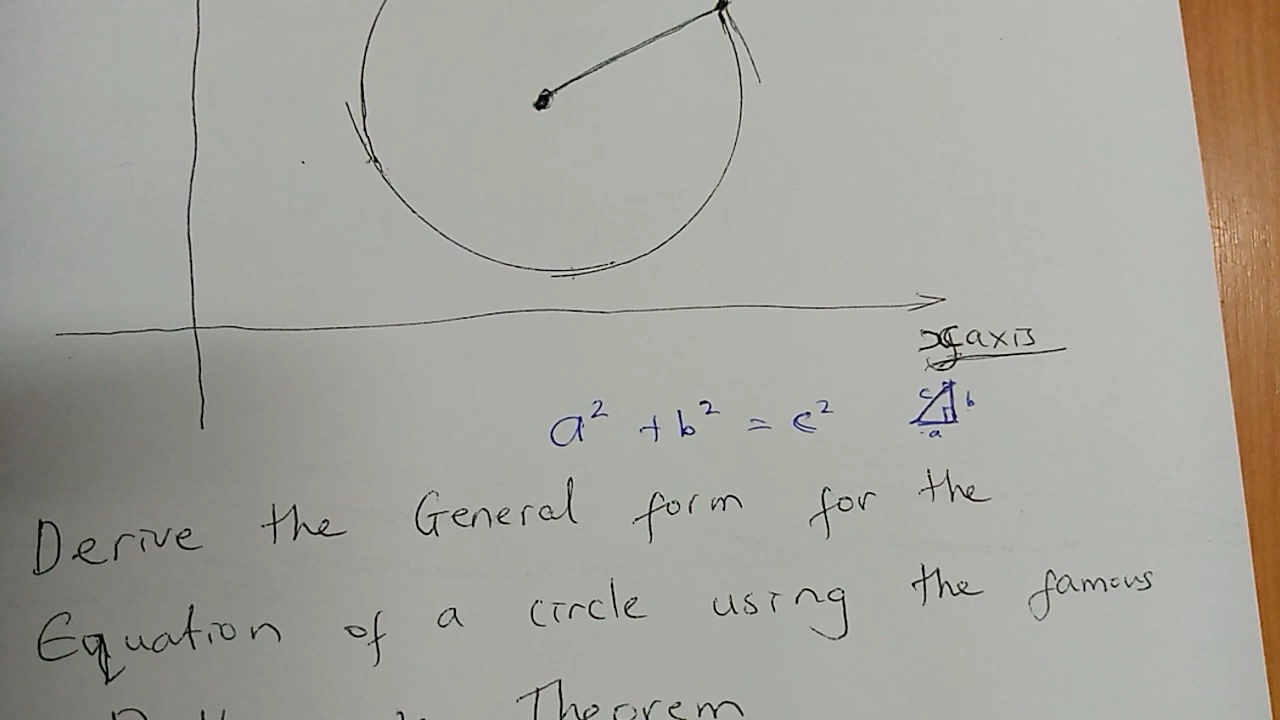 x axis
a² + b² = c²
c
b
a
Derive the General form for the
Equation of a circle using the famous
Theorem